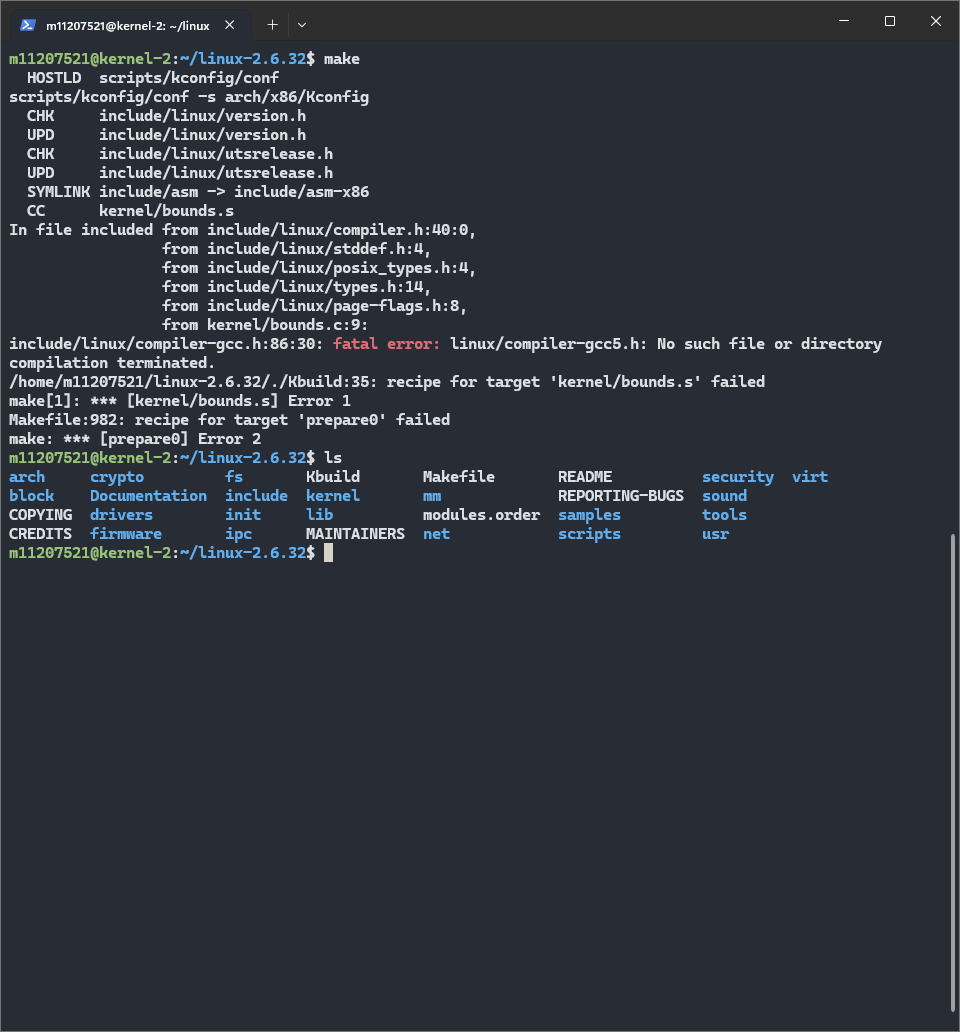 m11207521@kernel-2: ~/linux
m11207521@kernel-2:~/linux-2.6.32$ make
  HOSTLD  scripts/kconfig/conf
scripts/kconfig/conf -s arch/x86/Kconfig
  CHK     include/linux/version.h
  UPD     include/linux/version.h
  CHK     include/linux/utsrelease.h
  UPD     include/linux/utsrelease.h
  SYMLINK include/asm -> include/asm-x86
  CC      kernel/bounds.s
In file included from include/linux/compiler.h:40:0,
                 from include/linux/stddef.h:4,
                 from include/linux/posix_types.h:4,
                 from include/linux/types.h:14,
                 from include/linux/page-flags.h:8,
                 from kernel/bounds.c:9:
include/linux/compiler-gcc.h:86:30: fatal error: linux/compiler-gcc5.h: No such file or directory
compilation terminated.
/home/m11207521/linux-2.6.32/./Kbuild:35: recipe for target 'kernel/bounds.s' failed
make[1]: *** [kernel/bounds.s] Error 1
Makefile:982: recipe for target 'prepare0' failed
make: *** [prepare0] Error 2
m11207521@kernel-2:~/linux-2.6.32$ ls
arch     crypto         fs       Kbuild       Makefile       README          security  virt
block    Documentation  include  kernel       mm             REPORTING-BUGS  sound
COPYING  drivers        init     lib          modules.order  samples         tools
CREDITS  firmware       ipc      MAINTAINERS  net            scripts         usr
m11207521@kernel-2:~/linux-2.6.32$